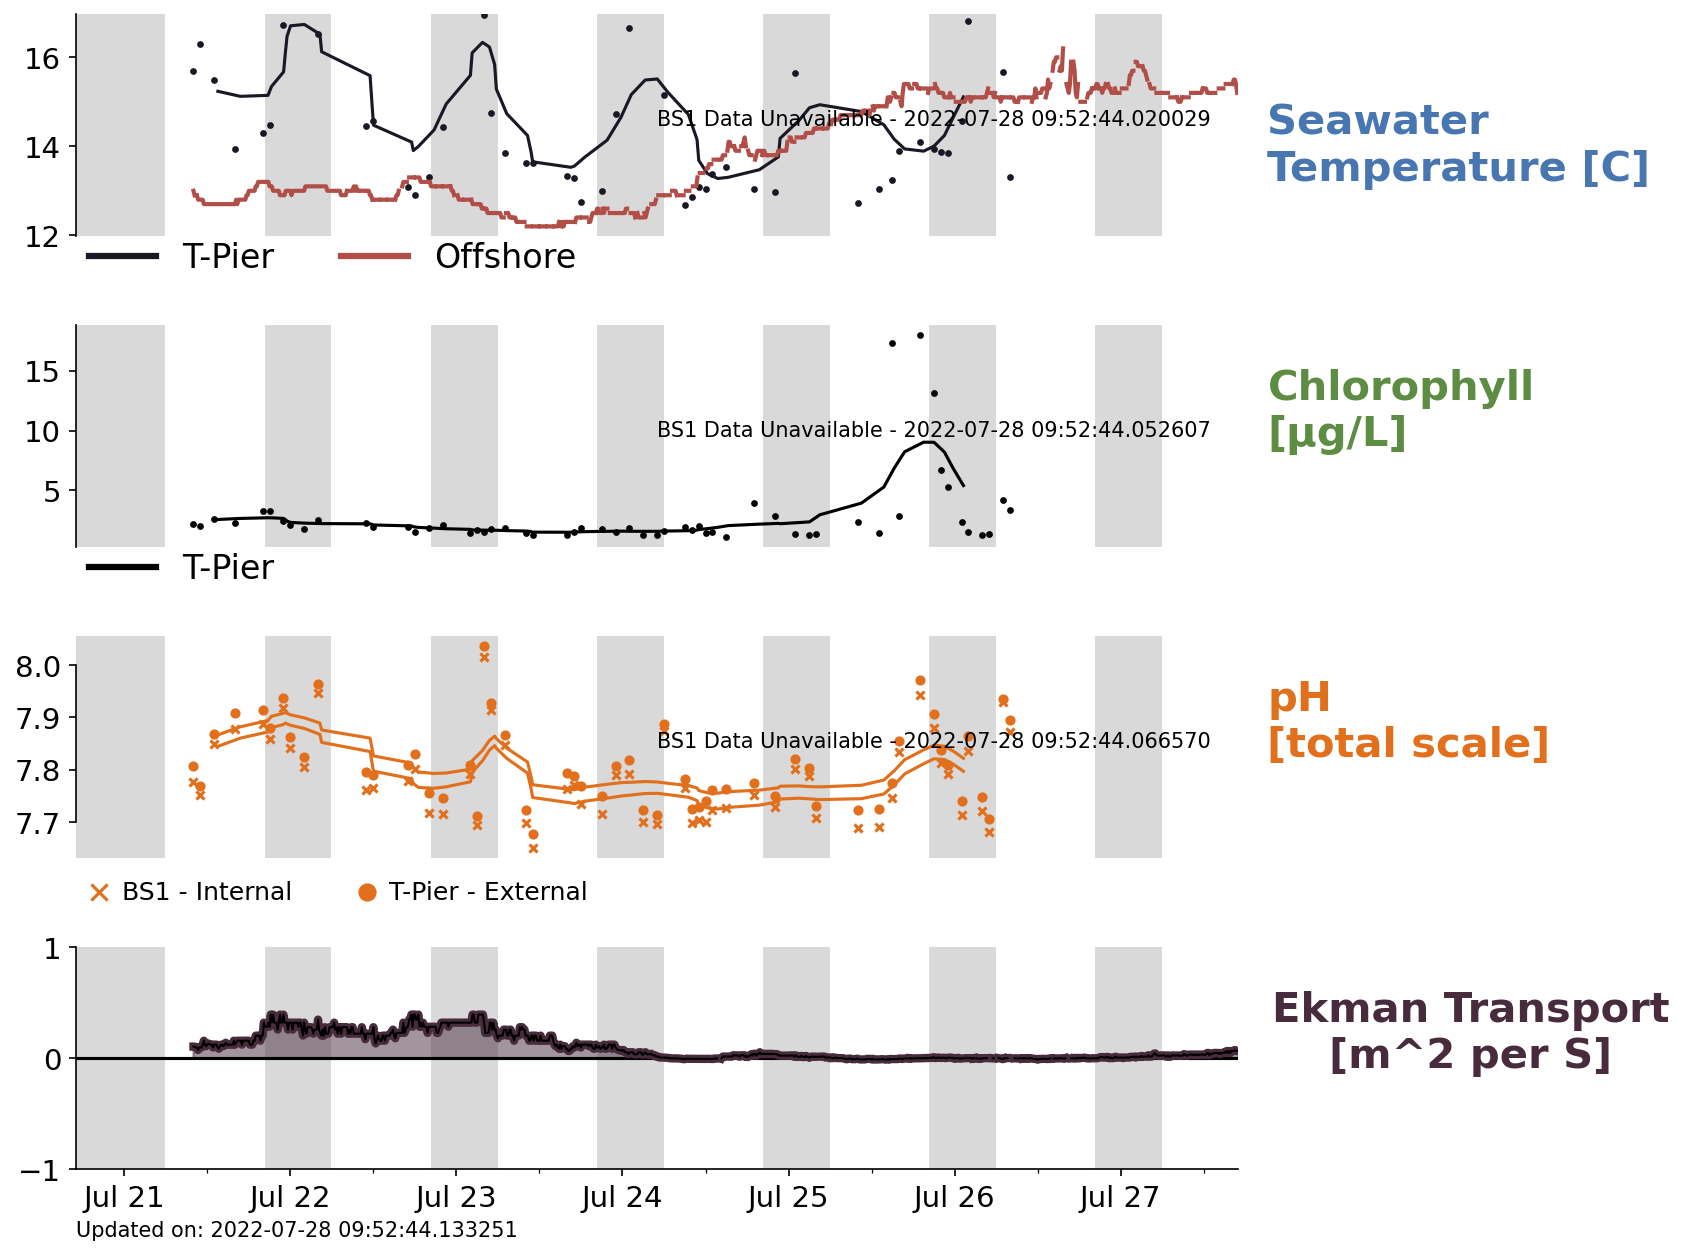 16
14
12
BS1 Data Unavailable - 2022-07-28 09:52:44.020029
Seawater
Temperature [C]
T-Pier
Offshore
15
10
5
BS1 Data Unavailable - 2022-07-28 09:52:44.052607
Chlorophyll
[µg/L]
T-Pier
8.0
7.9
7.8
7.7
BS1 Data Unavailable - 2022-07-28 09:52:44.066570
pH
[total scale]
BS1 - Internal
T-Pier - External
1
0
−1
Ekman Transport
[m^2 per S]
Jul 21
Jul 22
Jul 23
Jul 24
Jul 25
Jul 26
Jul 27
Updated on: 2022-07-28 09:52:44.133251